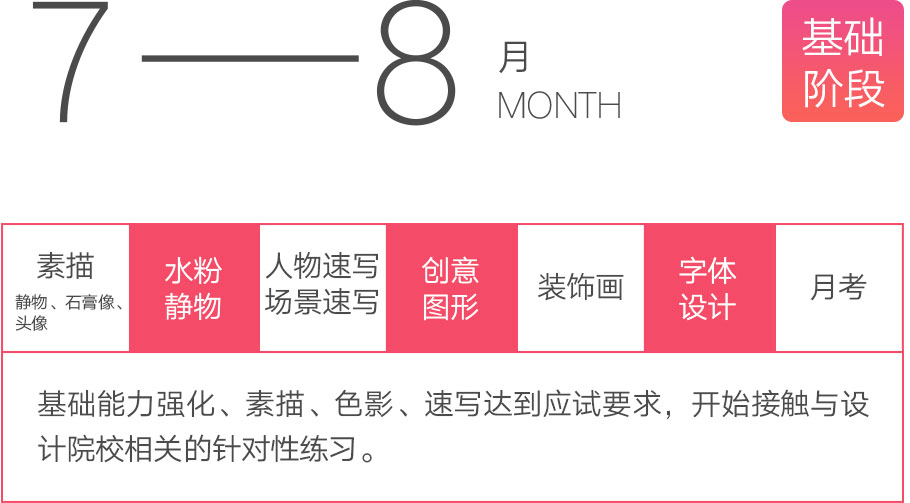 7—8
月
MONTH
基础
阶段
素描
静物、石膏像、
头像
水粉
静物
人物速写
场景速写
创意
图形
装饰画
字体
设计
月考
基础能力强化、素描、色影、速写达到应试要求，开始接触与设
计院校相关的针对性练习。